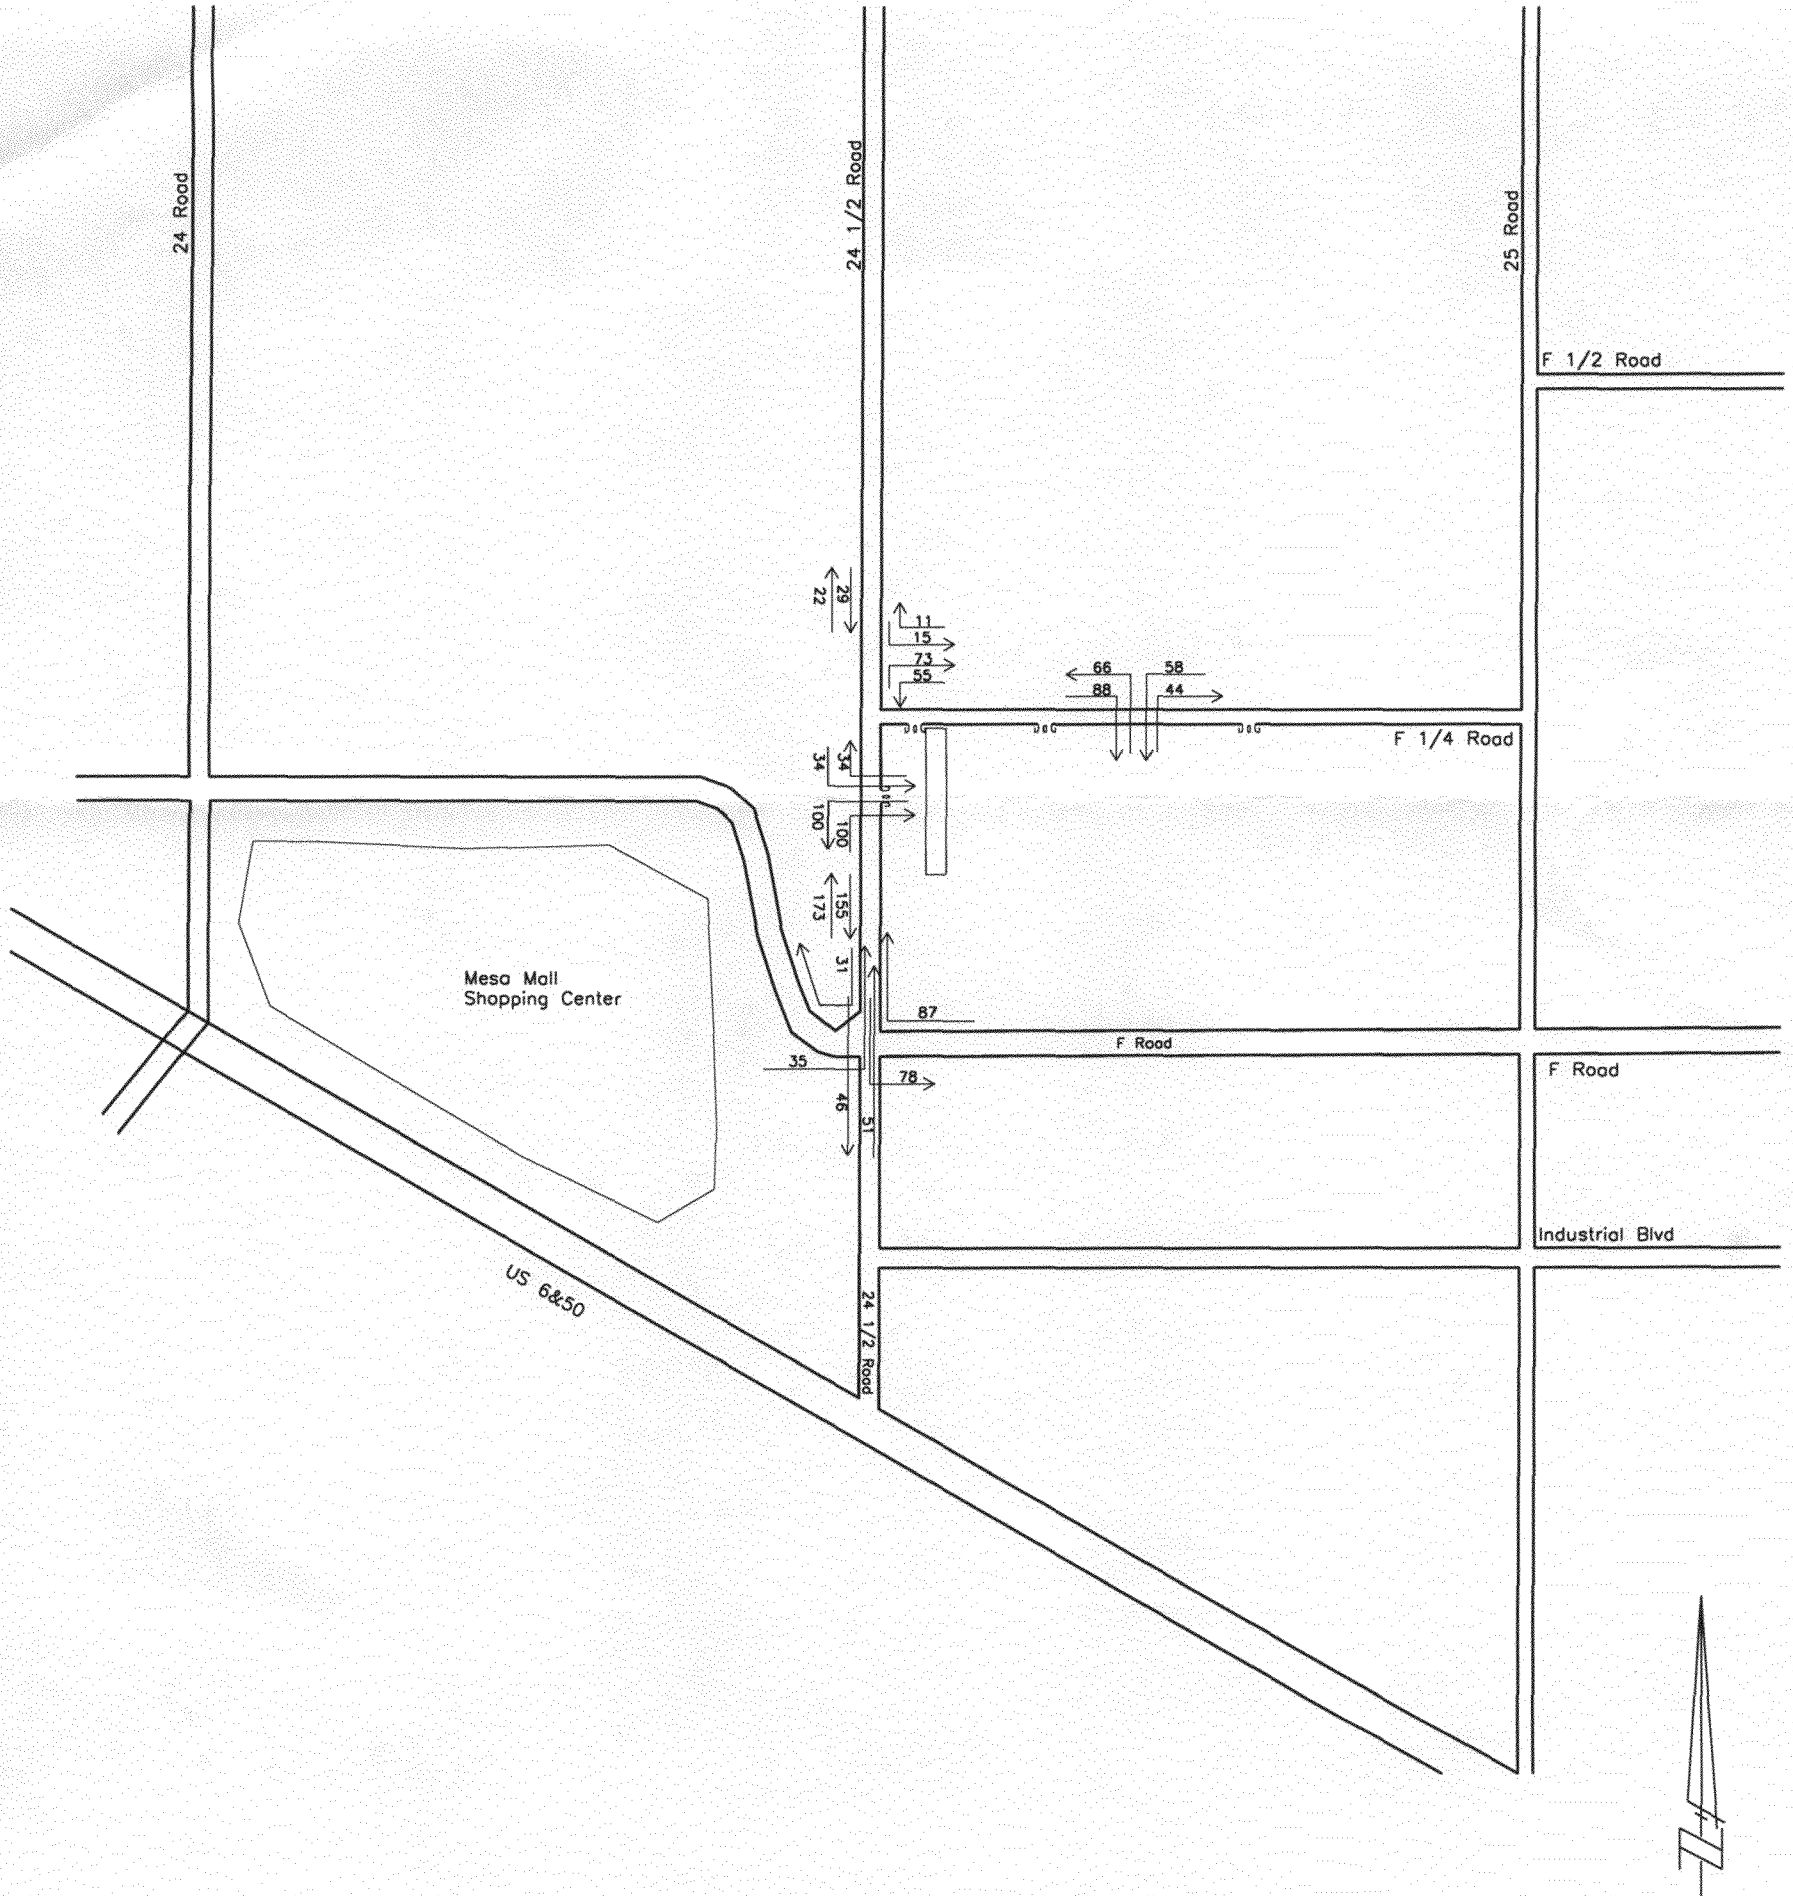 24 Road
24 1/2 Road
25 Road
F 1/2 Road
22
29
11
15
73
55
66
58
88
44
F 1/4 Road
34
34
100
100
173
155
31
Mesa Mall
Shopping Center
87
F Road
35
78
F Road
46
51
Industrial Blvd
US 6&50
24 1/2 Road
N